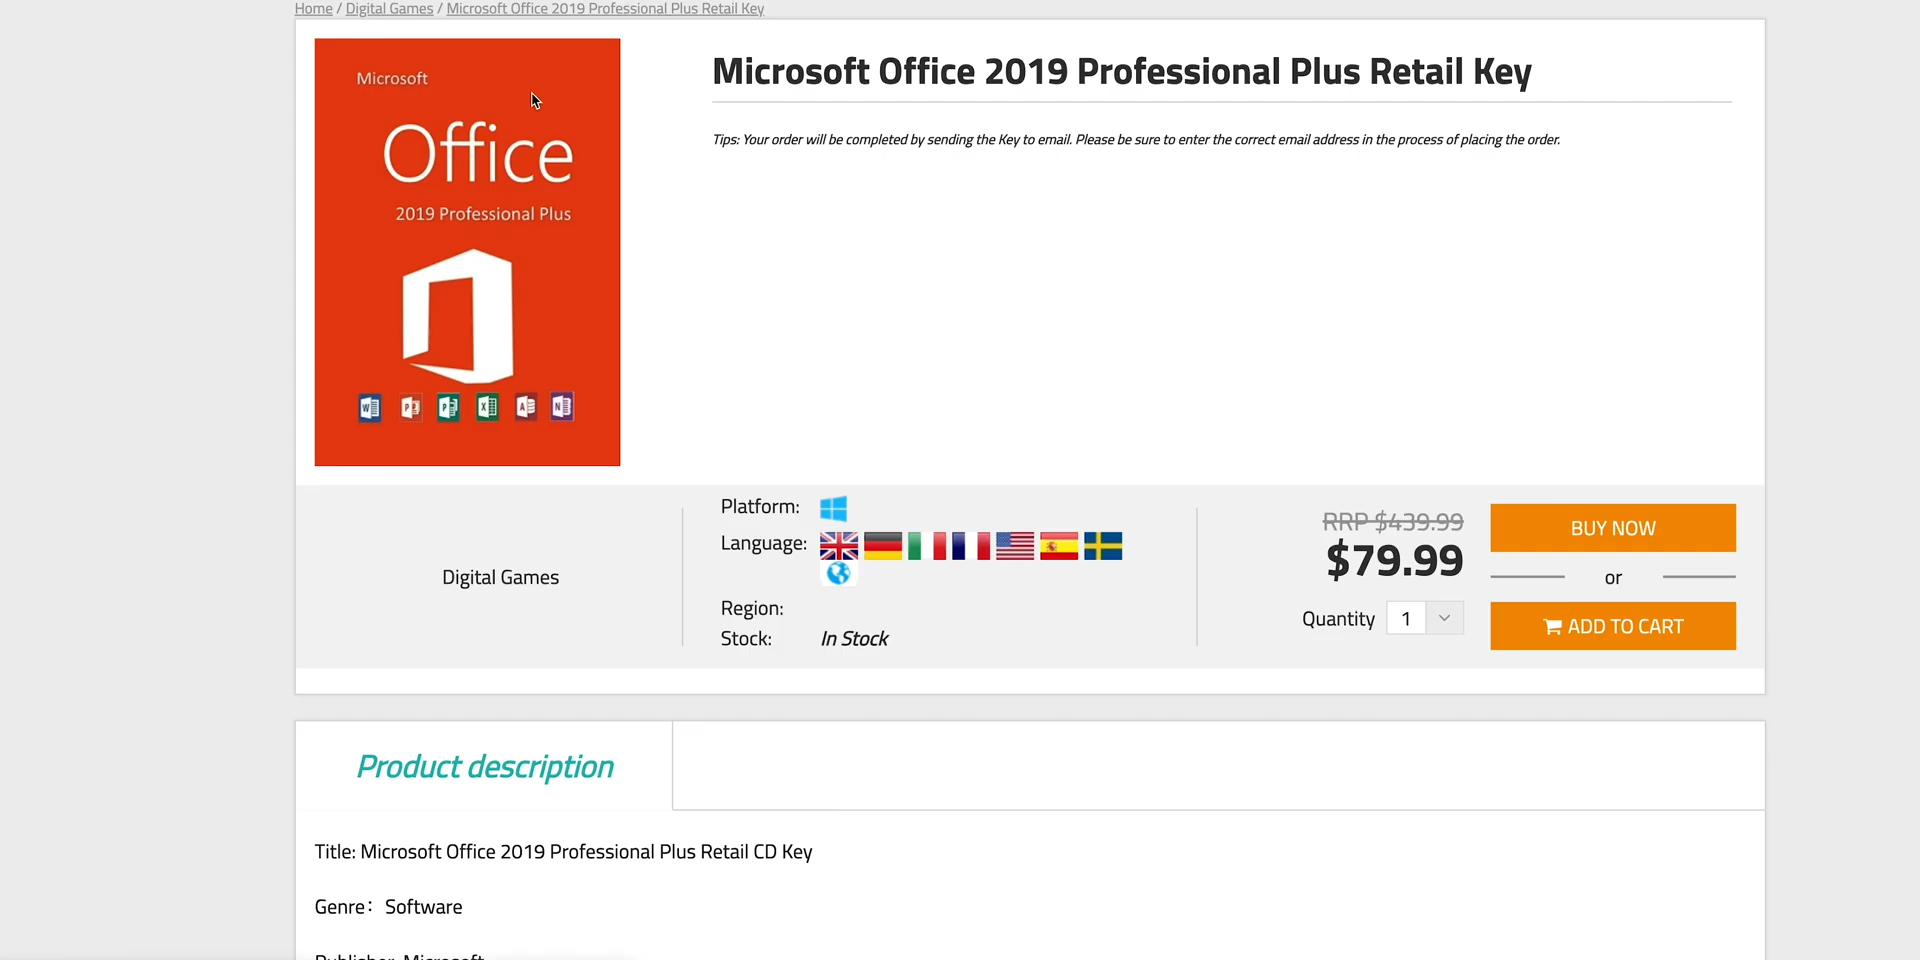 Home / Digital Games / Microsoft Office 2019 Professional Plus Retail Key
Microsoft
Office
2019 Professional Plus
Microsoft Office 2019 Professional Plus Retail Key
Tips: Your order will be completed by sending the Key to email. Please be sure to enter the correct email address in the process of placing the order.
Digital Games
Platform:
Language:
Region:
Stock: In Stock
RRP $439.99
$79.99
Quantity 1
BUY NOW
or
ADD TO CART
Product description
Title: Microsoft Office 2019 Professional Plus Retail CD Key
Genre： Software
Publisher Microsoft